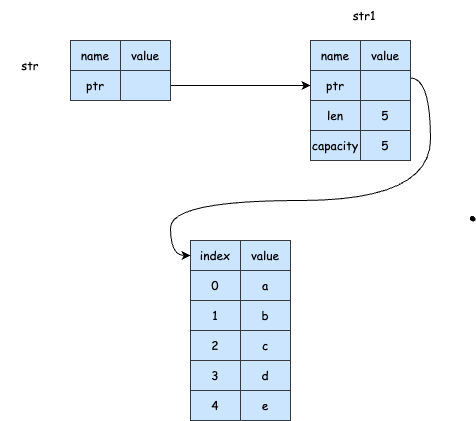 str1
str
name value
ptr
name value
ptr
len 5
capacity 5
index value
0 a
1 b
2 c
3 d
4 e